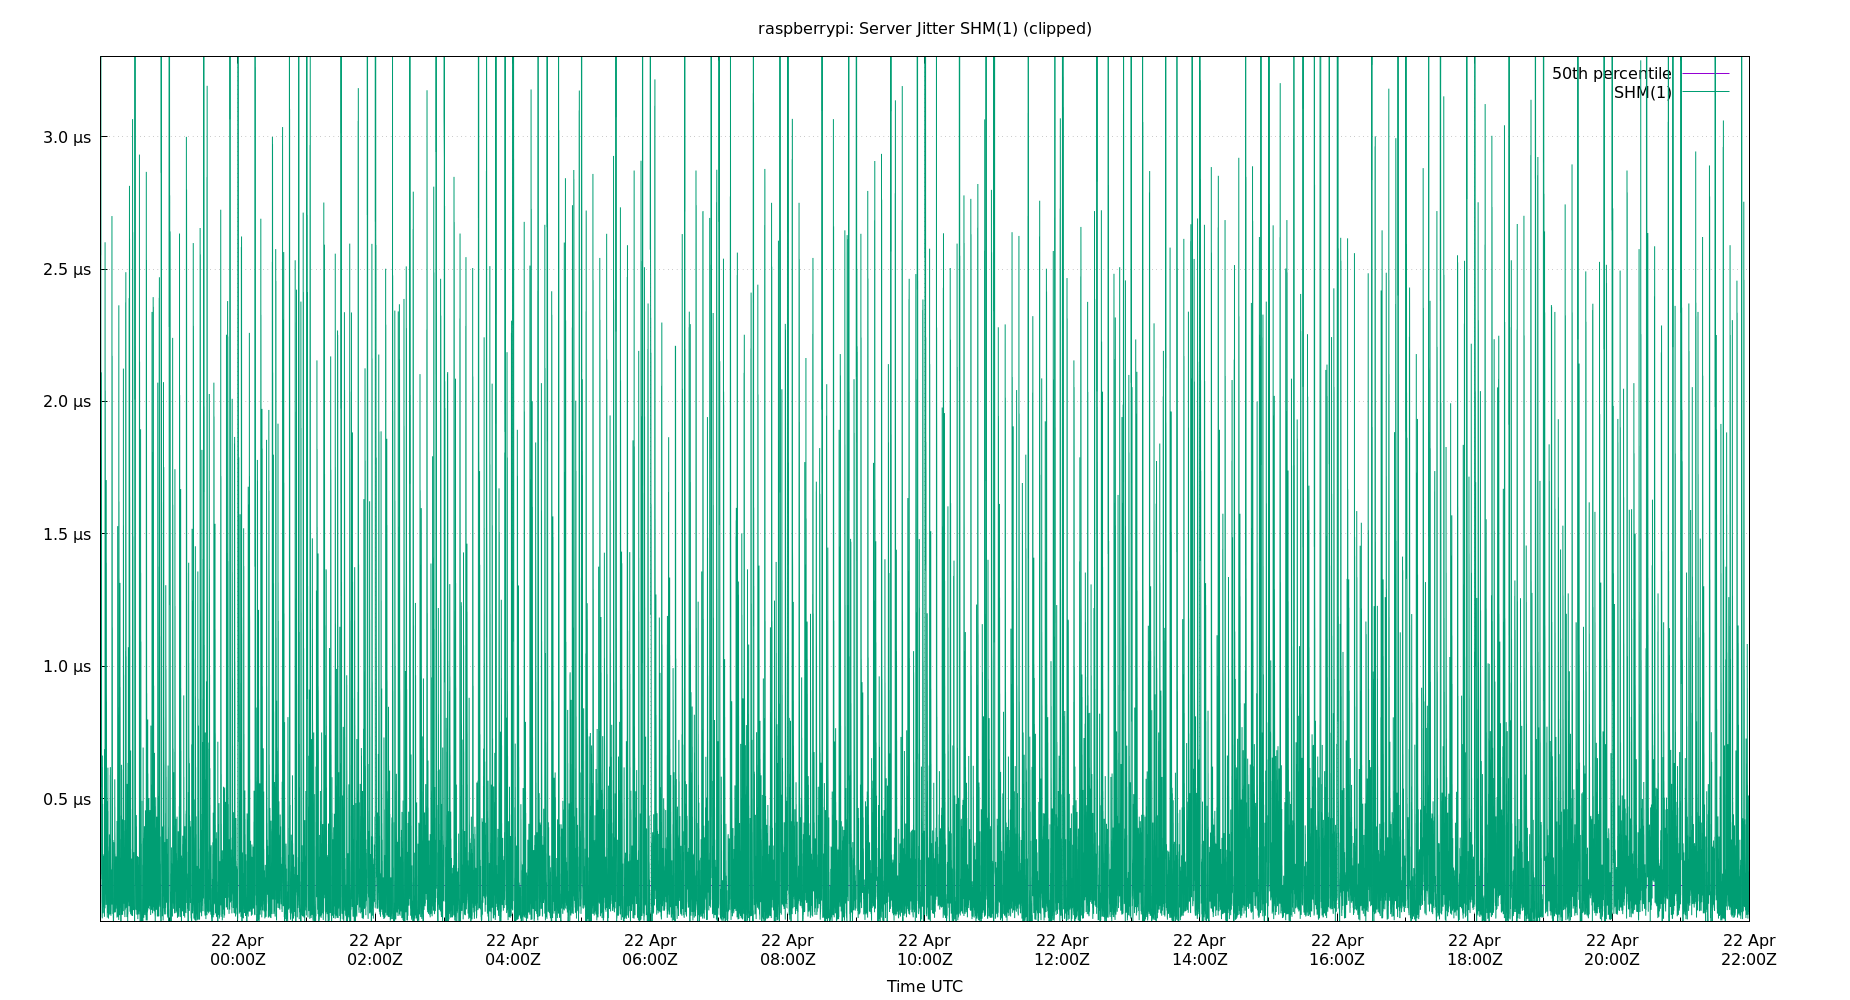 raspberrypi: Server Jitter SHM(1) (clipped)
50th percentile
SHM(1)
3.0 µs
2.5 µs
2.0 µs
1.5 µs
1.0 µs
0.5 µs
22 Apr 22 Apr 22 Apr 22 Apr 22 Apr 22 Apr 22 Apr 22 Apr 22 Apr 22 Apr 22 Apr 22 Apr
00:00Z 02:00Z 04:00Z 06:00Z 08:00Z 10:00Z 12:00Z 14:00Z 16:00Z 18:00Z 20:00Z 22:00Z
Time UTC